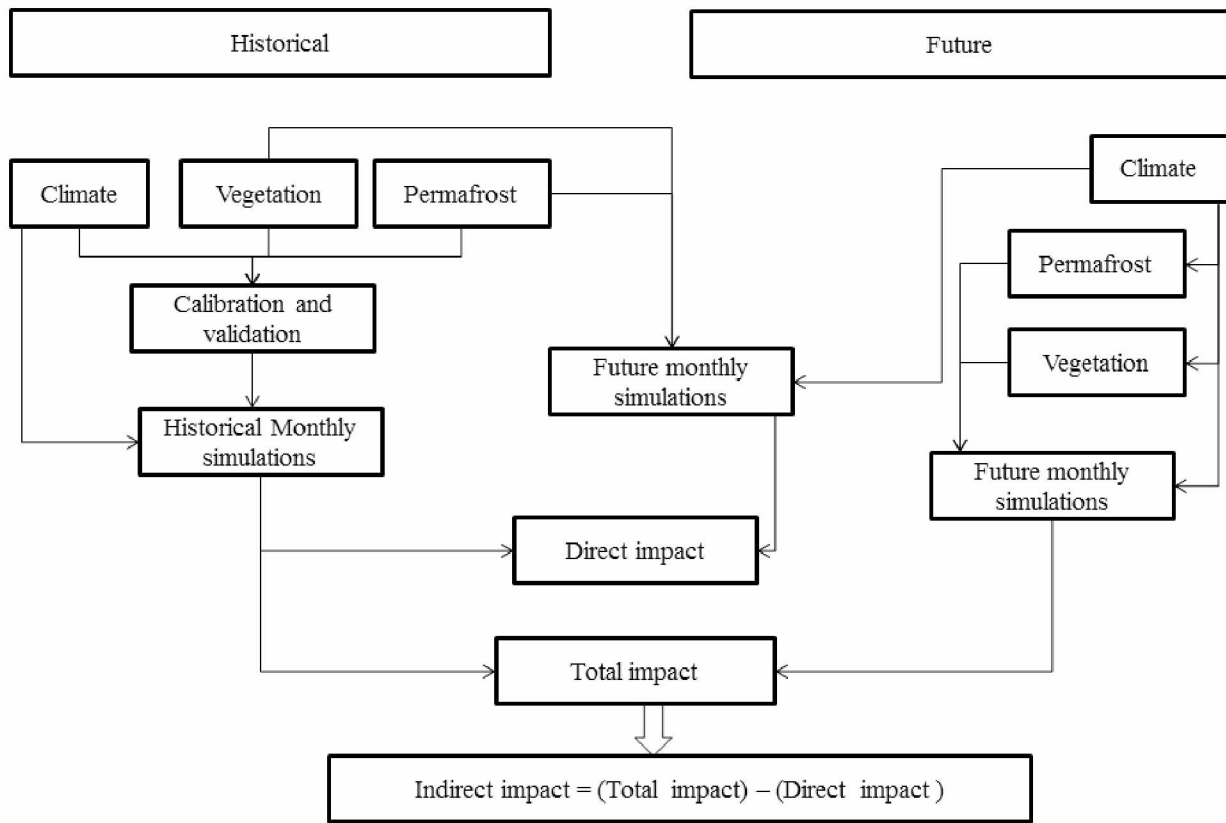 Historical
Future
Climate
Vegetation
Permafrost
Climate
Permafrost
Calibration and
validation
Vegetation
Future monthly
simulations
Historical Monthly
simulations
Future monthly
simulations
Direct impact
Total impact
Indirect impact = (Total impact) – (Direct impact )